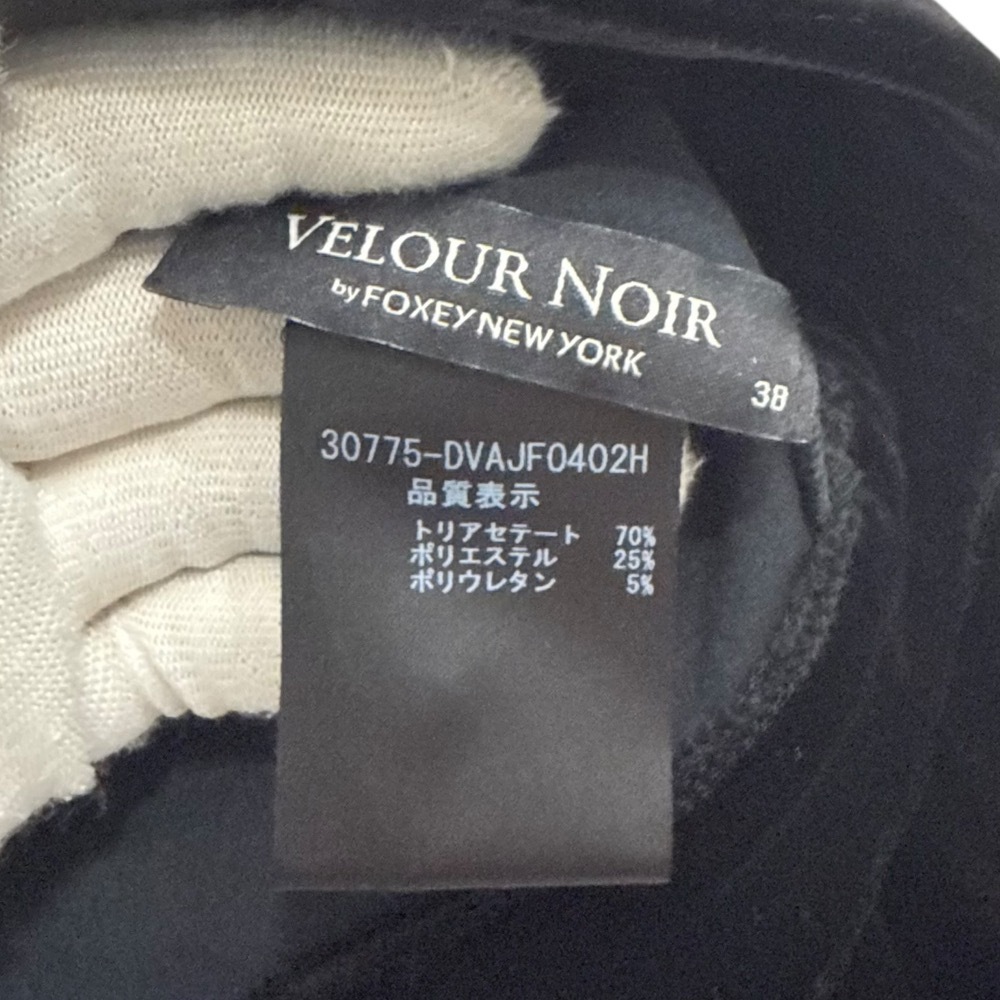 VELOUR NOIR
by FOXEY NEW YORK
38
30775-DVAJF0402H
品質表示
トリアセテート 70%
ポリエステル 25%
ポリウレタン 5%